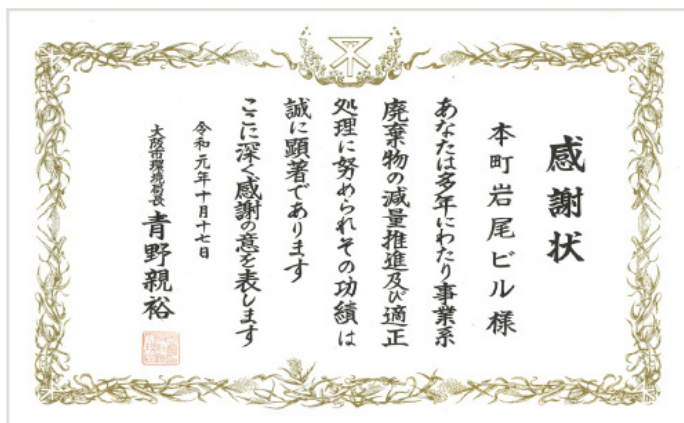 感謝状
本町岩尾ビル様
あなたは多年にわたり事業系
廃棄物の減量推進及び適正
処理に努められその功績は
誠に顕著であります
ここに深く感謝の意を表します
令和元年十月十七日
大阪市環境局長 青野親裕